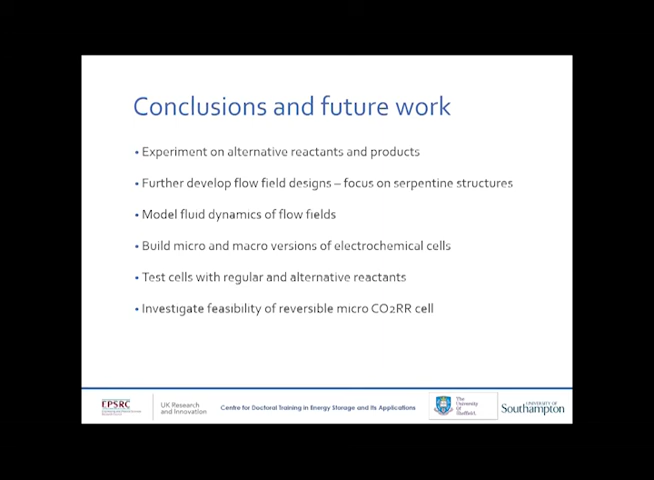 Conclusions and future work
• Experiment on alternative reactants and products
• Further develop flow field designs – focus on serpentine structures
• Model fluid dynamics of flow fields
• Build micro and macro versions of electrochemical cells
• Test cells with regular and alternative reactants
• Investigate feasibility of reversible micro CO2RR cell
EPSRC
UK Research
and Innovation
Centre for Doctoral Training in Energy Storage and its Applications
The
University
Of
Sheffield.
UNIVERSITY OF
Southampton